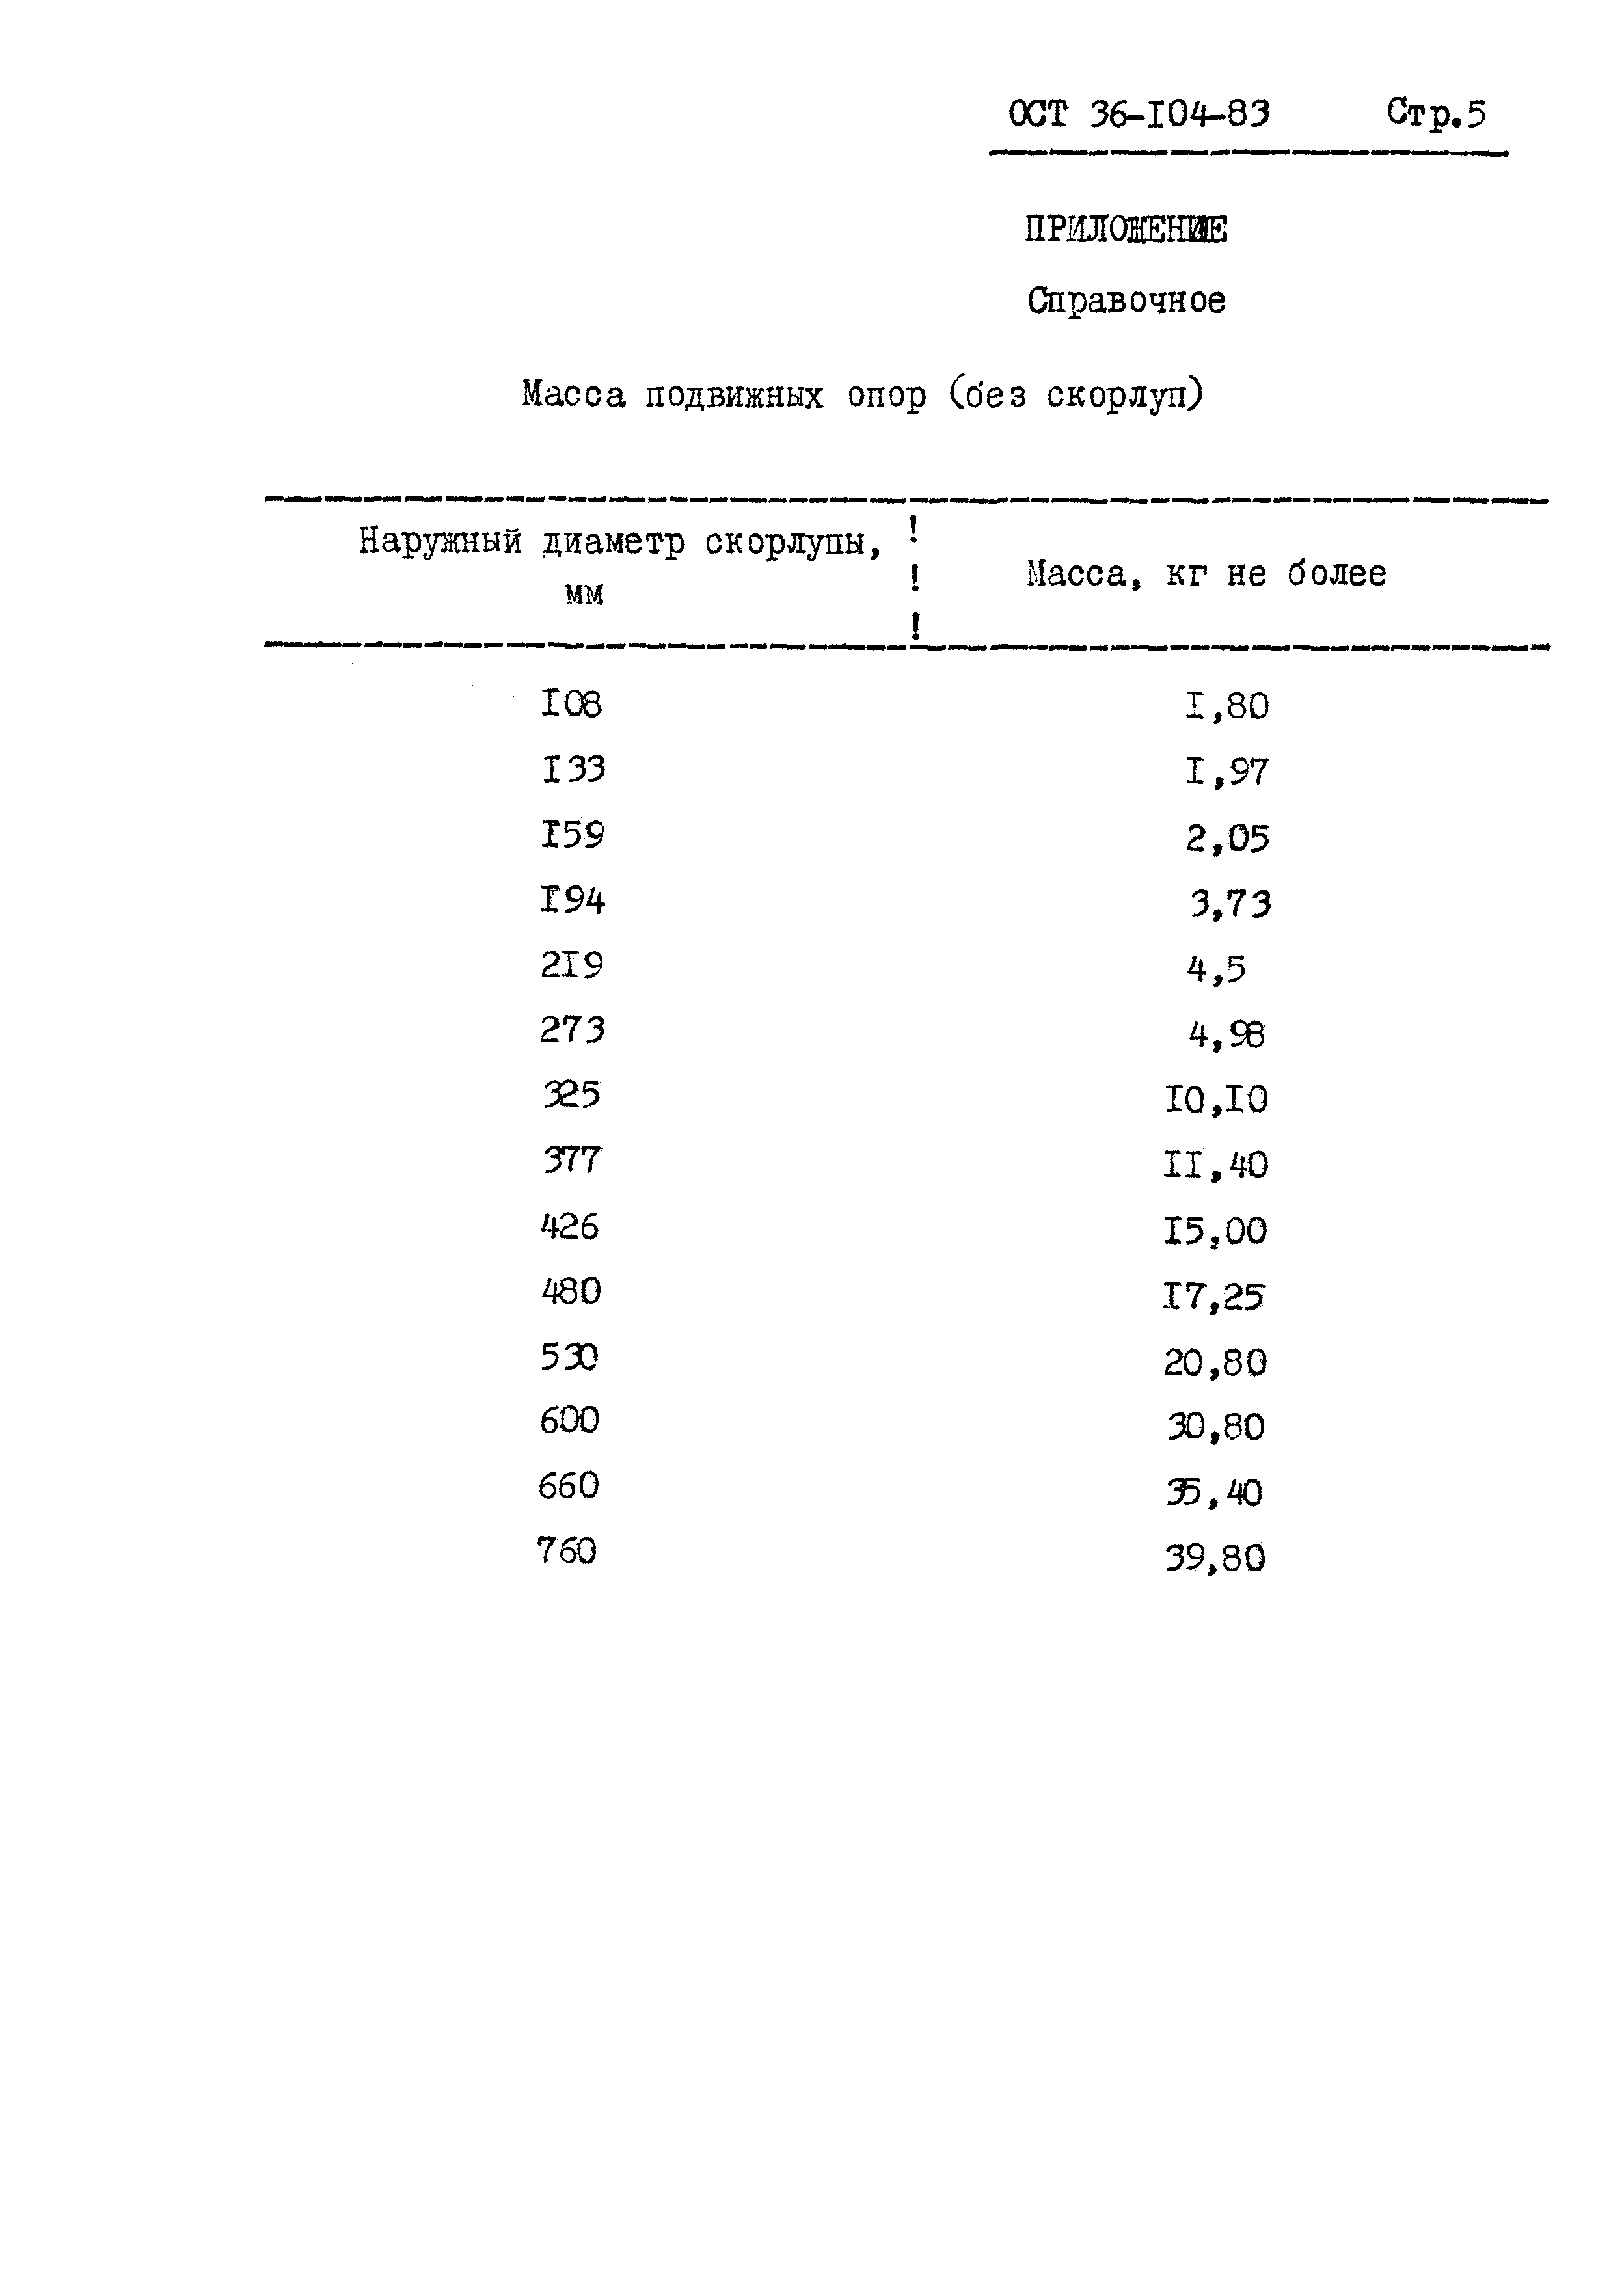 ОСТ 36-I04-83 Стр.5
ПРИЛОЖЕНИЕ
Справочное
Масса подвижных опор (без скорлуп)
Наружный диаметр скорлупы, ! Масса, кг не более
мм !
!
I08 I,80
I33 I,97
I59 2,05
I94 3,73
2I9 4,5
273 4,98
325 I0,I0
377 II,40
426 I5,00
480 I7,25
530 20,80
600 30,80
660 35,40
760 39,80